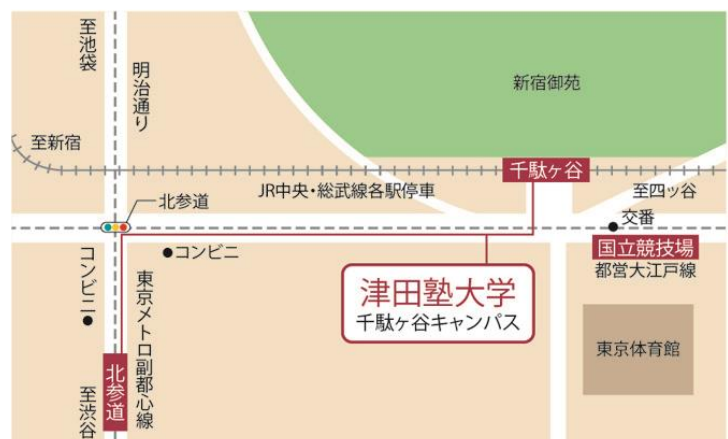 至池袋
明治通り
新宿御苑
至新宿
千駄ヶ谷
JR中央・総武線各駅停車
至四ッ谷
北参道
交番
コンビニ
国立競技場
都営大江戸線
コンビニ
東京メトロ副都心線
津田塾大学
千駄ヶ谷キャンパス
東京体育館
北参道
至渋谷